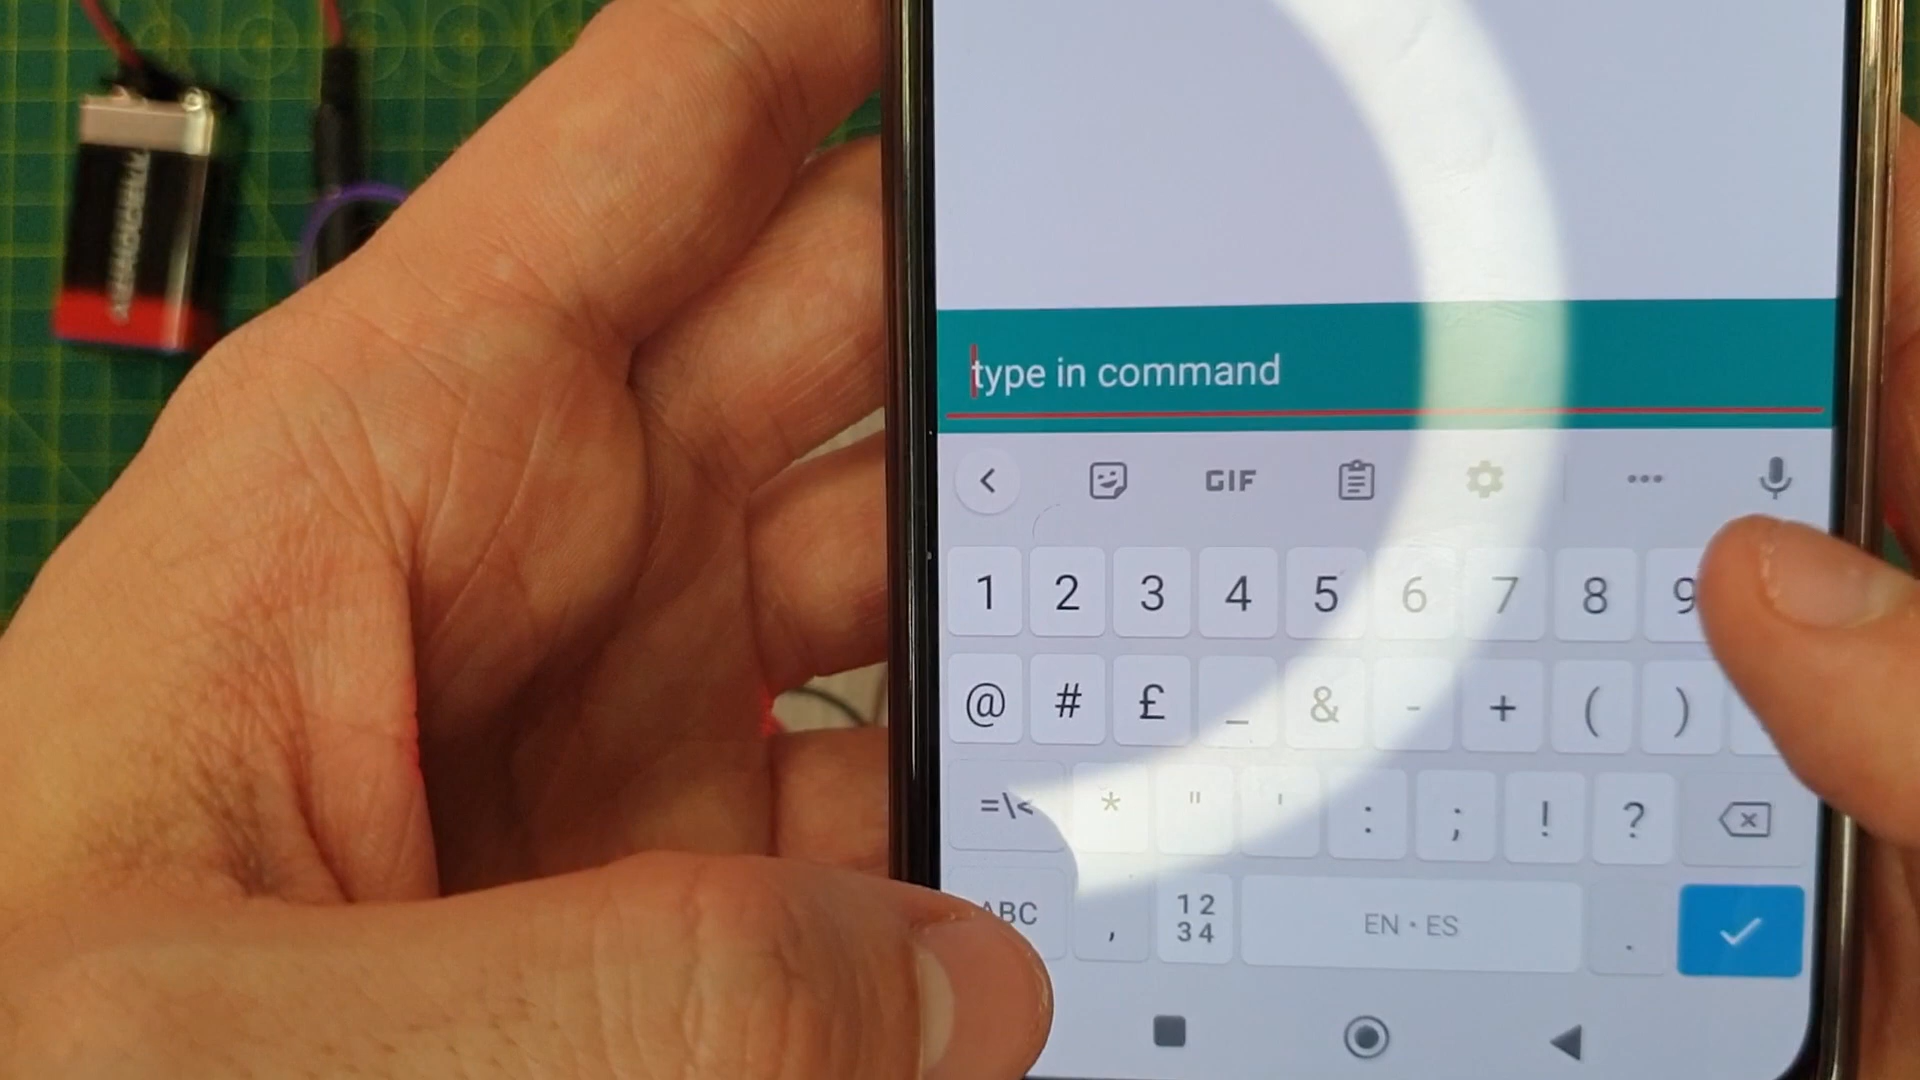 type in command
GIF
1 2 3 4 5 6 7 8 9
@ # £ _ & - + ( )
=\< * " ' : ; ! ?
ABC , 12 34 EN • ES .